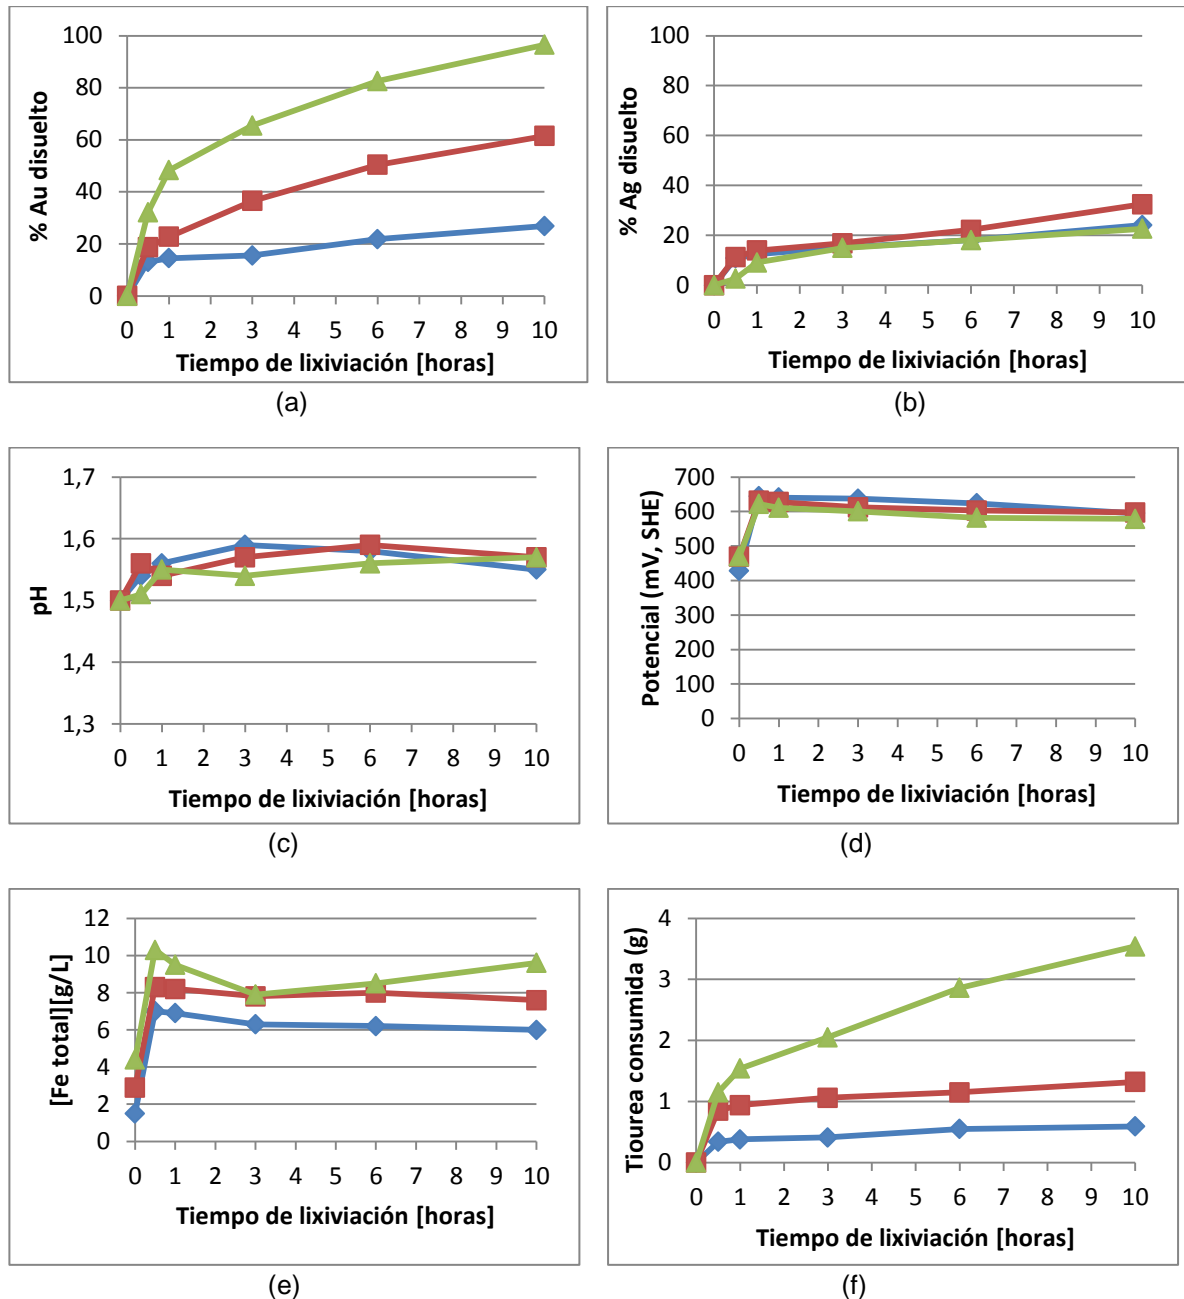 100
80
60
40
20
0
% Au disuelto
0 1 2 3 4 5 6 7 8 9 10
Tiempo de lixiviación [horas]
(a)
100
80
60
40
20
0
% Ag disuelto
0 1 2 3 4 5 6 7 8 9 10
Tiempo de lixiviación [horas]
(b)
1,7
1,6
1,5
1,4
1,3
pH
0 1 2 3 4 5 6 7 8 9 10
Tiempo de lixiviación [horas]
(c)
700
600
500
400
300
200
100
0
Potencial (mV, SHE)
0 1 2 3 4 5 6 7 8 9 10
Tiempo de lixiviación [horas]
(d)
12
10
8
6
4
2
0
[Fe total][g/L]
0 1 2 3 4 5 6 7 8 9 10
Tiempo de lixiviación [horas]
(e)
4
3
2
1
0
Tiourea consumida (g)
0 1 2 3 4 5 6 7 8 9 10
Tiempo de lixiviación [horas]
(f)